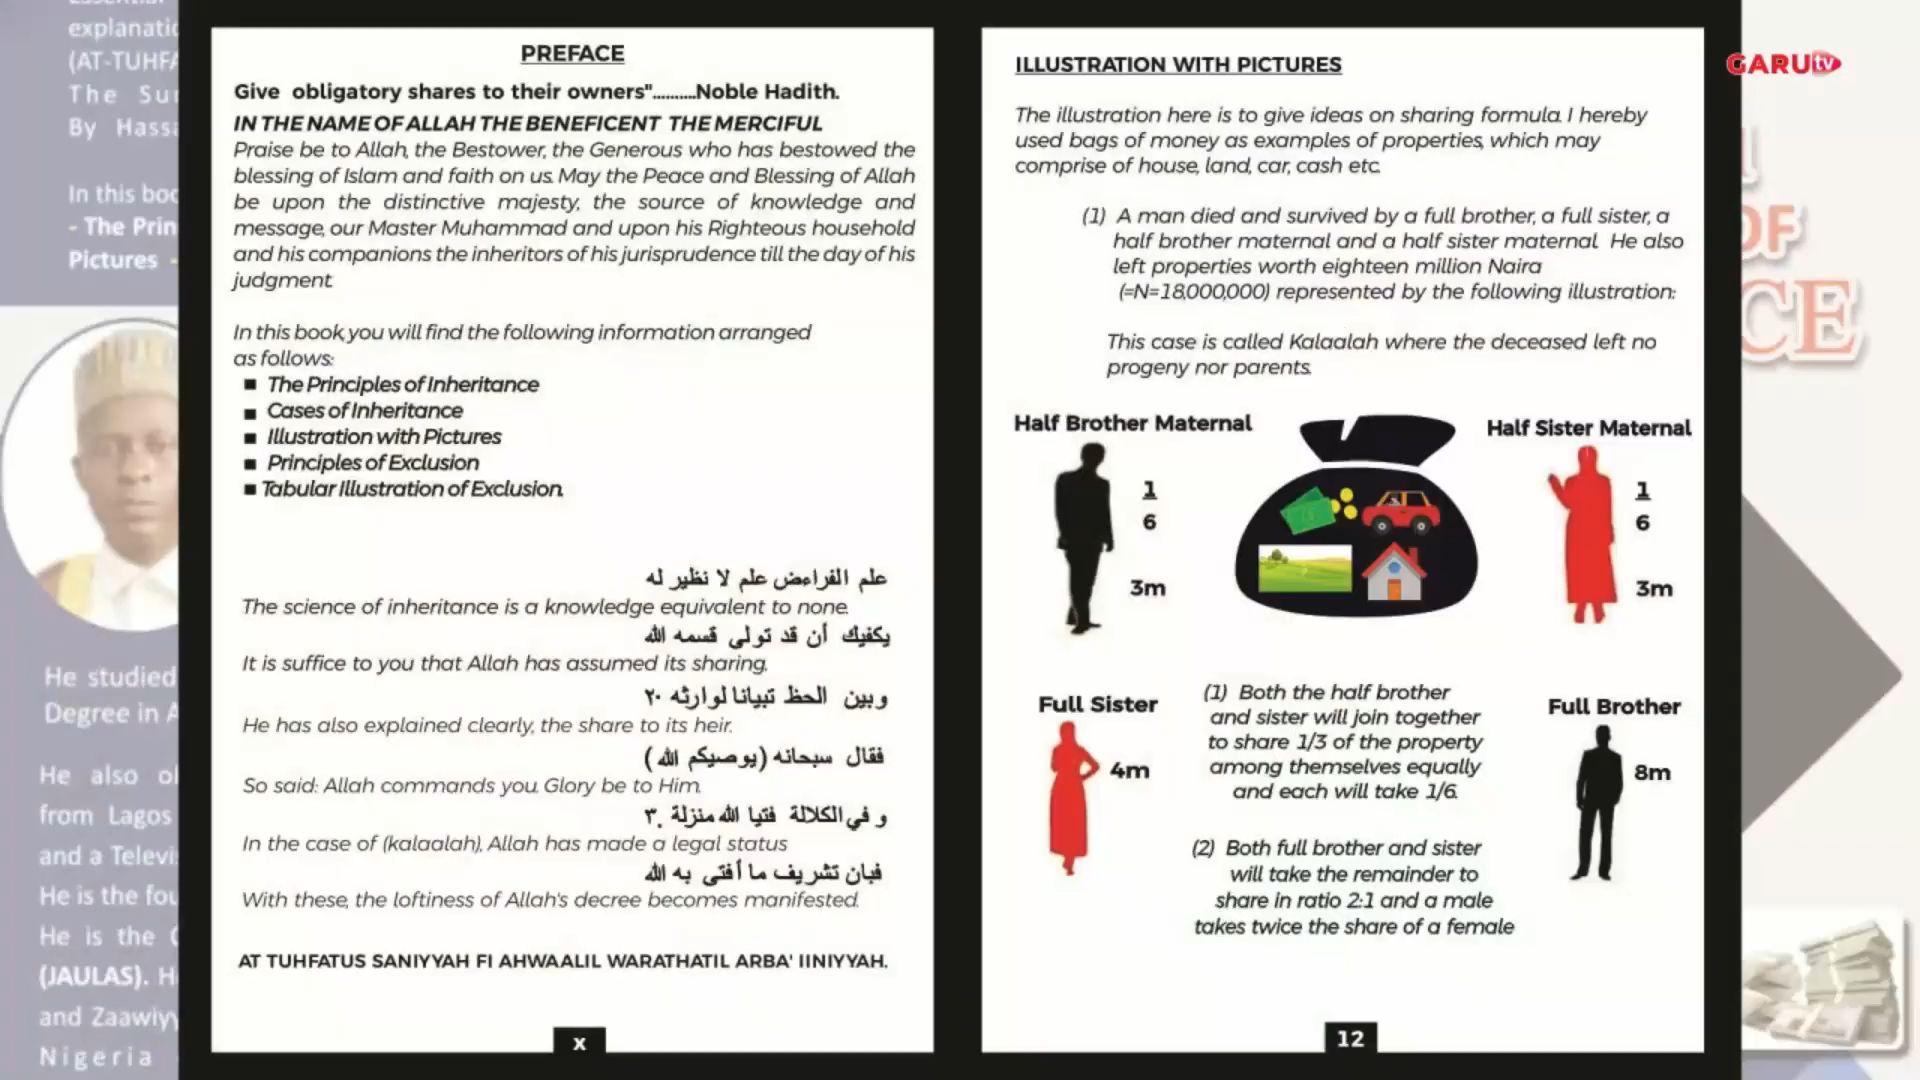 Essential
explanatio
(AT-TUHFA
The Sur
By Hassa
In this boo
- The Prin
Pictures -
He studied
Degree in A
He also o
from Lagos
and a Televi
He is the fou
He is the
(JAULAS). H
and Zaawiyy
Nigeria
PREFACE
Give obligatory shares to their owners"..........Noble Hadith.
IN THE NAME OF ALLAH THE BENEFICENT THE MERCIFUL
Praise be to Allah, the Bestower, the Generous who has bestowed the
blessing of Islam and faith on us. May the Peace and Blessing of Allah
be upon the distinctive majesty, the source of knowledge and
message, our Master Muhammad and upon his Righteous household
and his companions the inheritors of his jurisprudence till the day of his
judgment.
In this book, you will find the following information arranged
as follows:
■ The Principles of Inheritance
■ Cases of Inheritance
■ Illustration with Pictures
■ Principles of Exclusion
■ Tabular Illustration of Exclusion.
علم الفراءض علم لا نظير له
The science of inheritance is a knowledge equivalent to none.
يكفيك أن قد تولى قسمه الله
It is suffice to you that Allah has assumed its sharing,
وبين الحظ تبيانا لوارثه ٢٠
He has also explained clearly, the share to its heir.
فقال سبحانه (يوصيكم الله)
So said: Allah commands you. Glory be to Him.
و في الكلالة فتيا الله منزلة ٣.
In the case of (kalaalah), Allah has made a legal status
فبان تشريف ما أفتى به الله
With these, the loftiness of Allah's decree becomes manifested.
AT TUHFATUS SANIYYAH FI AHWAALIL WARATHATIL ARBA' IINIYYAH.
x
ILLUSTRATION WITH PICTURES
The illustration here is to give ideas on sharing formula. I hereby
used bags of money as examples of properties, which may
comprise of house, land, car, cash etc.
(1) A man died and survived by a full brother, a full sister, a
half brother maternal and a half sister maternal. He also
left properties worth eighteen million Naira
(=N=18,000,000) represented by the following illustration:
This case is called Kalaalah where the deceased left no
progeny nor parents.
Half Brother Maternal
1
6
3m
Half Sister Maternal
1
6
3m
Full Sister
4m
(1) Both the half brother
and sister will join together
to share 1/3 of the property
among themselves equally
and each will take 1/6.
(2) Both full brother and sister
will take the remainder to
share in ratio 2:1 and a male
takes twice the share of a female
Full Brother
8m
12
GARU tv
OF
CE